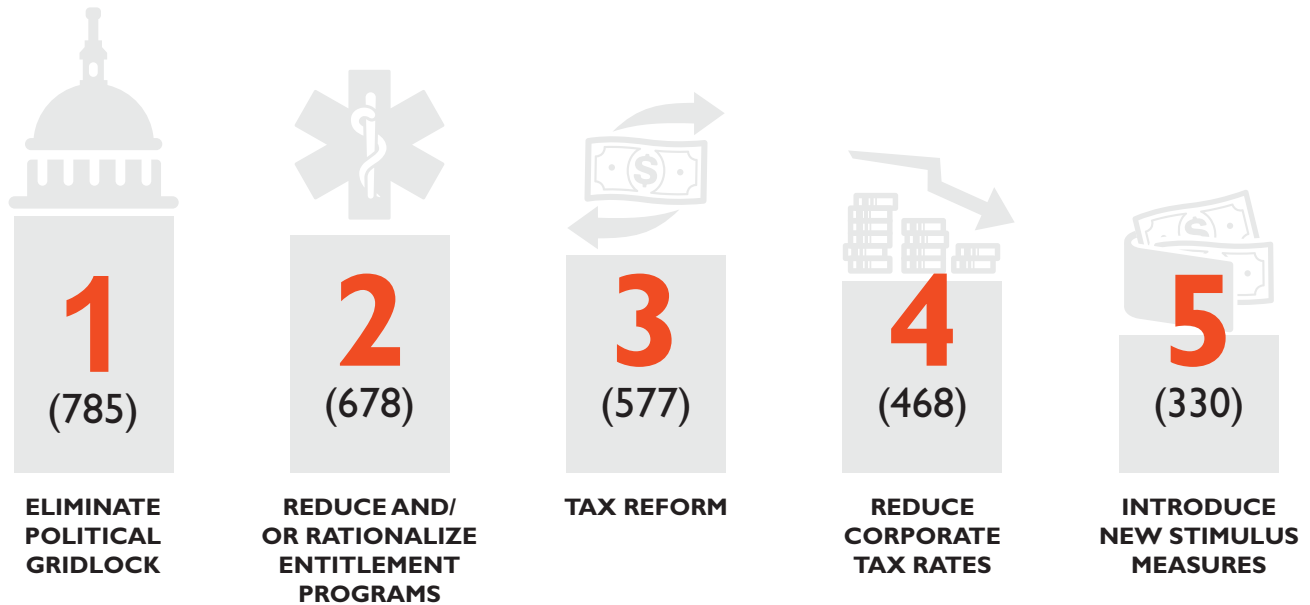 1
(785)
ELIMINATE
POLITICAL
GRIDLOCK
2
(678)
REDUCE AND/
OR RATIONALIZE
ENTITLEMENT
PROGRAMS
$
3
(577)
TAX REFORM
4
(468)
REDUCE
CORPORATE
TAX RATES
$
5
(330)
INTRODUCE
NEW STIMULUS
MEASURES